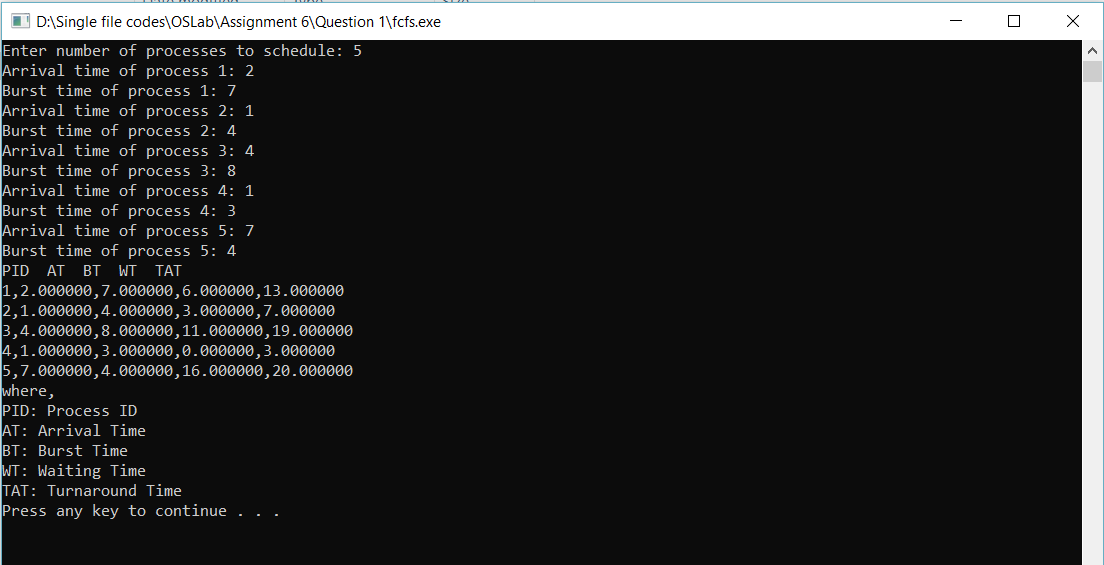 D:\Single file codes\OSLab\Assignment 6\Question 1\fcfs.exe
Enter number of processes to schedule: 5
Arrival time of process 1: 2
Burst time of process 1: 7
Arrival time of process 2: 1
Burst time of process 2: 4
Arrival time of process 3: 4
Burst time of process 3: 8
Arrival time of process 4: 1
Burst time of process 4: 3
Arrival time of process 5: 7
Burst time of process 5: 4
PID  AT  BT  WT  TAT
1,2.000000,7.000000,6.000000,13.000000
2,1.000000,4.000000,3.000000,7.000000
3,4.000000,8.000000,11.000000,19.000000
4,1.000000,3.000000,0.000000,3.000000
5,7.000000,4.000000,16.000000,20.000000
where,
PID: Process ID
AT: Arrival Time
BT: Burst Time
WT: Waiting Time
TAT: Turnaround Time
Press any key to continue . . .